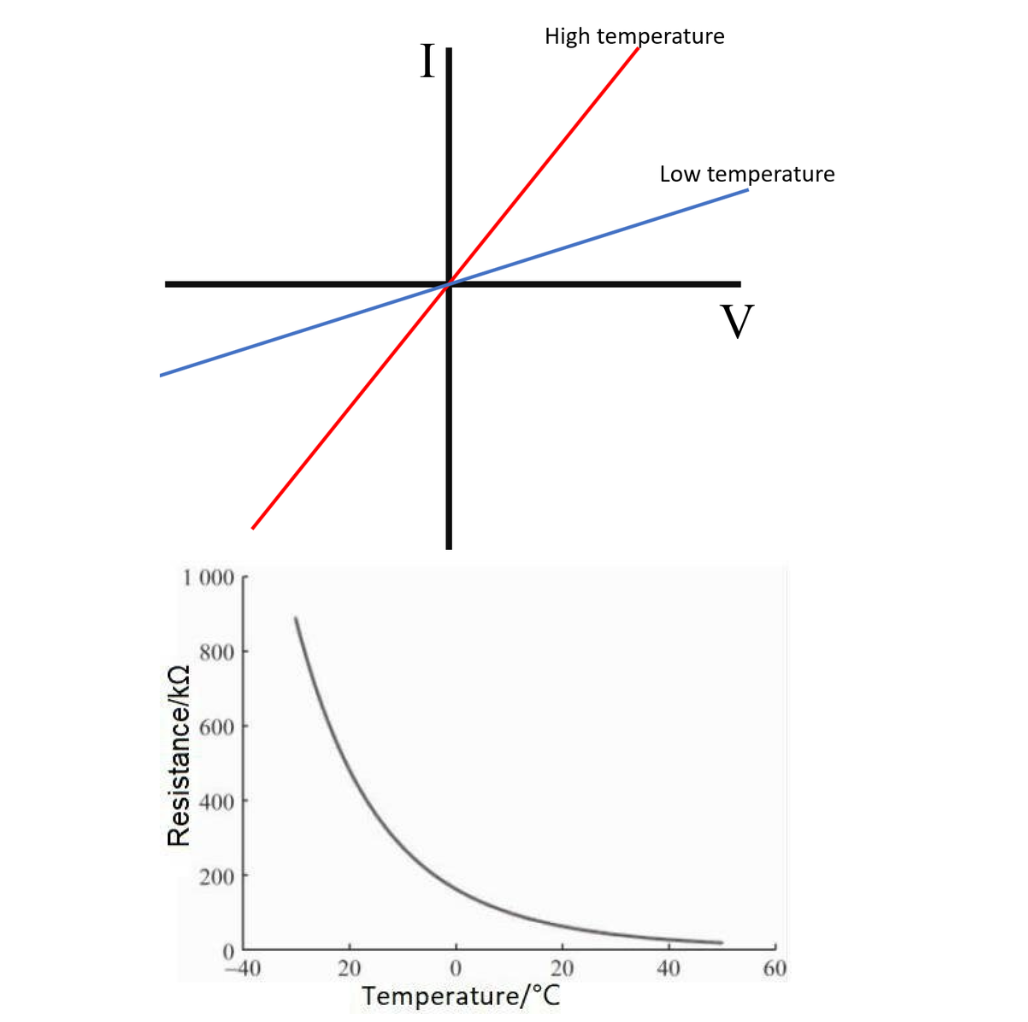 High temperature
I
Low temperature
V
1 000
800
600
400
200
0
Resistance/kΩ
–40 20 0 20 40 60
Temperature/°C